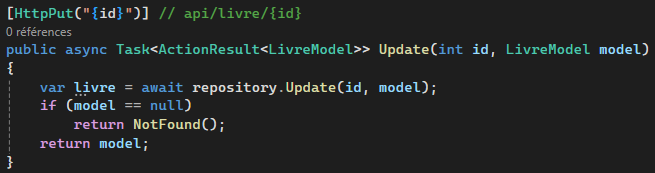 [HttpPut("{id}")] // api/livre/{id}
0 références
public async Task<ActionResult<LivreModel>> Update(int id, LivreModel model)
{
    var livre = await repository.Update(id, model);
    if (model == null)
        return NotFound();
    return model;
}